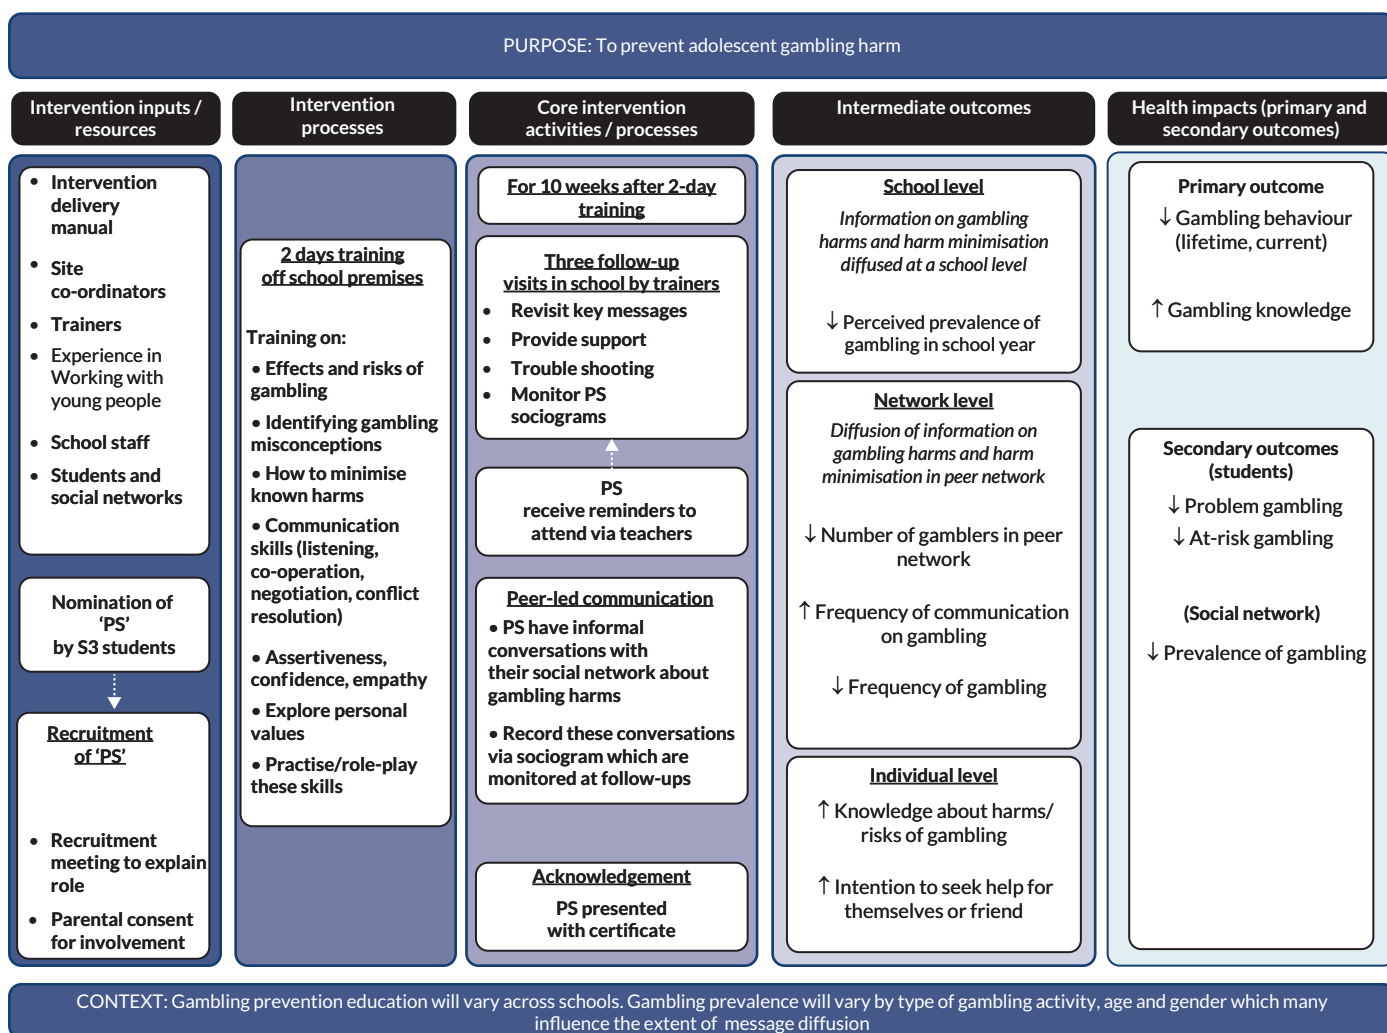 PURPOSE: To prevent adolescent gambling harm
Intervention inputs /
resources
• Intervention
delivery
manual
• Site
co-ordinators
• Trainers
• Experience in
Working with
young people
• School staff
• Students and
social networks
Nomination of
‘PS’
by S3 students
Recruitment
of ‘PS’
• Recruitment
meeting to explain
role
• Parental consent
for involvement
Intervention
processes
2 days training
off school premises
Training on:
• Effects and risks of
gambling
• Identifying gambling
misconceptions
• How to minimise
known harms
• Communication
skills (listening,
co-operation,
negotiation, conflict
resolution)
• Assertiveness,
confidence, empathy
• Explore personal
values
• Practise/role-play
these skills
Core intervention
activities / processes
For 10 weeks after 2-day
training
Three follow-up
visits in school by trainers
• Revisit key messages
• Provide support
• Trouble shooting
• Monitor PS
sociograms
PS
receive reminders to
attend via teachers
Peer-led communication
• PS have informal
conversations with
their social network about
gambling harms
• Record these conversations
via sociogram which are
monitored at follow-ups
Acknowledgement
PS presented
with certificate
Intermediate outcomes
School level
Information on gambling
harms and harm minimisation
diffused at a school level
↓ Perceived prevalence of
gambling in school year
Network level
Diffusion of information on
gambling harms and harm
minimisation in peer network
↓ Number of gamblers in peer
network
↑ Frequency of communication
on gambling
↓ Frequency of gambling
Individual level
↑ Knowledge about harms/
risks of gambling
↑ Intention to seek help for
themselves or friend
Health impacts (primary and
secondary outcomes)
Primary outcome
↓ Gambling behaviour
(lifetime, current)
↑ Gambling knowledge
Secondary outcomes
(students)
↓ Problem gambling
↓ At-risk gambling
(Social network)
↓ Prevalence of gambling
CONTEXT: Gambling prevention education will vary across schools. Gambling prevalence will vary by type of gambling activity, age and gender which many
influence the extent of message diffusion